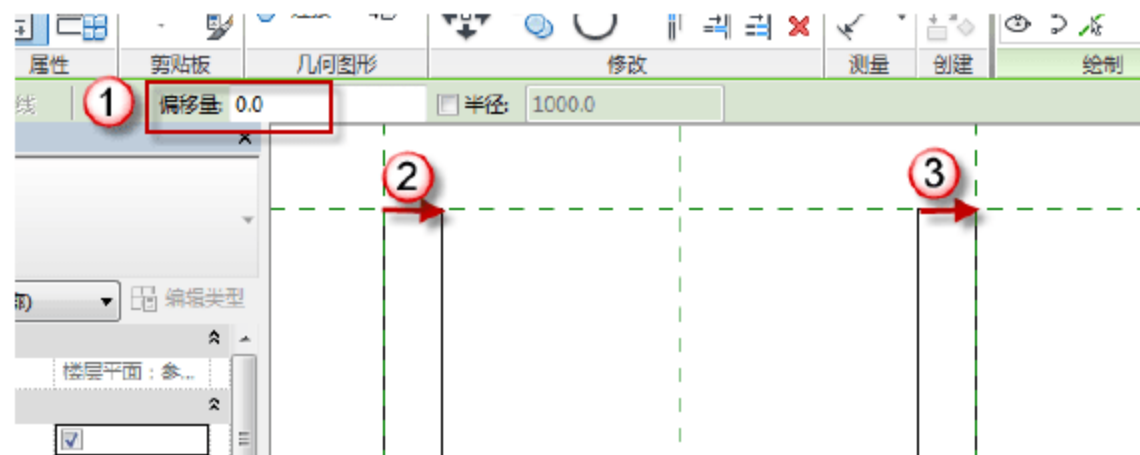 属性 剪贴板 几何图形 修改 测量 创建 绘制
线 1 偏移量: 0.0 半径: 1000.0
2 3
编辑类型
楼层平面：参...